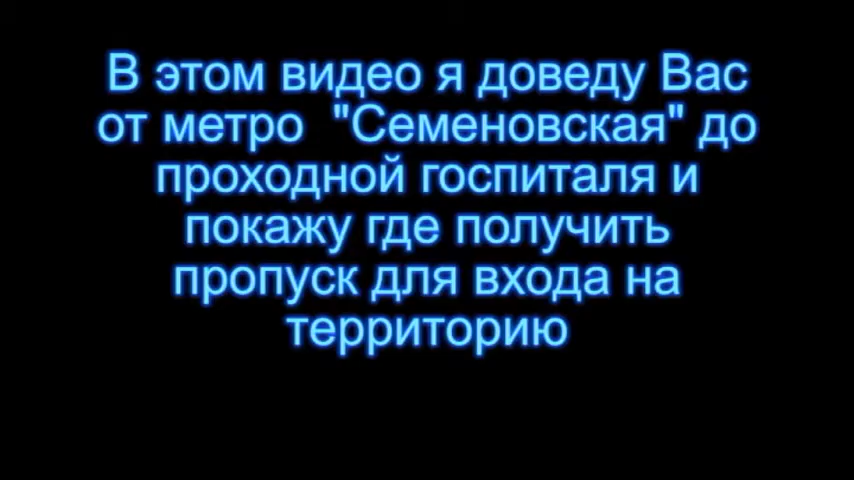 В этом видео я доведу Вас
от метро  "Семеновская" до
проходной госпиталя и
покажу где получить
пропуск для входа на
территорию